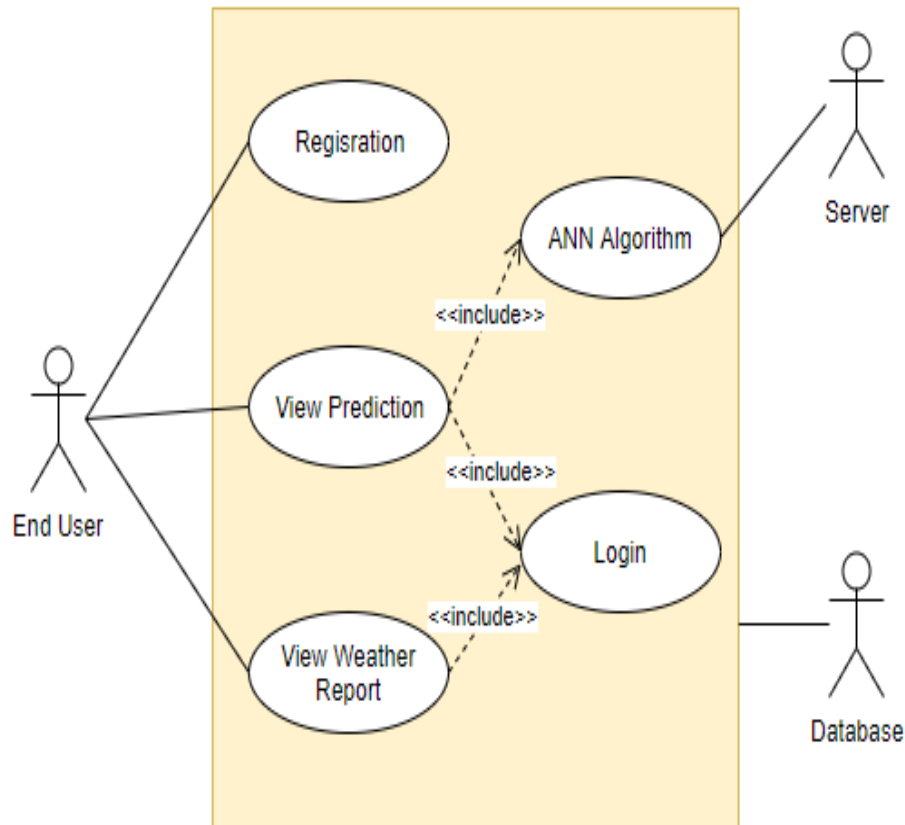 Regisration
ANN Algorithm
Server
<<include>>
View Prediction
<<include>>
End User
Login
<<include>>
View Weather
Report
Database